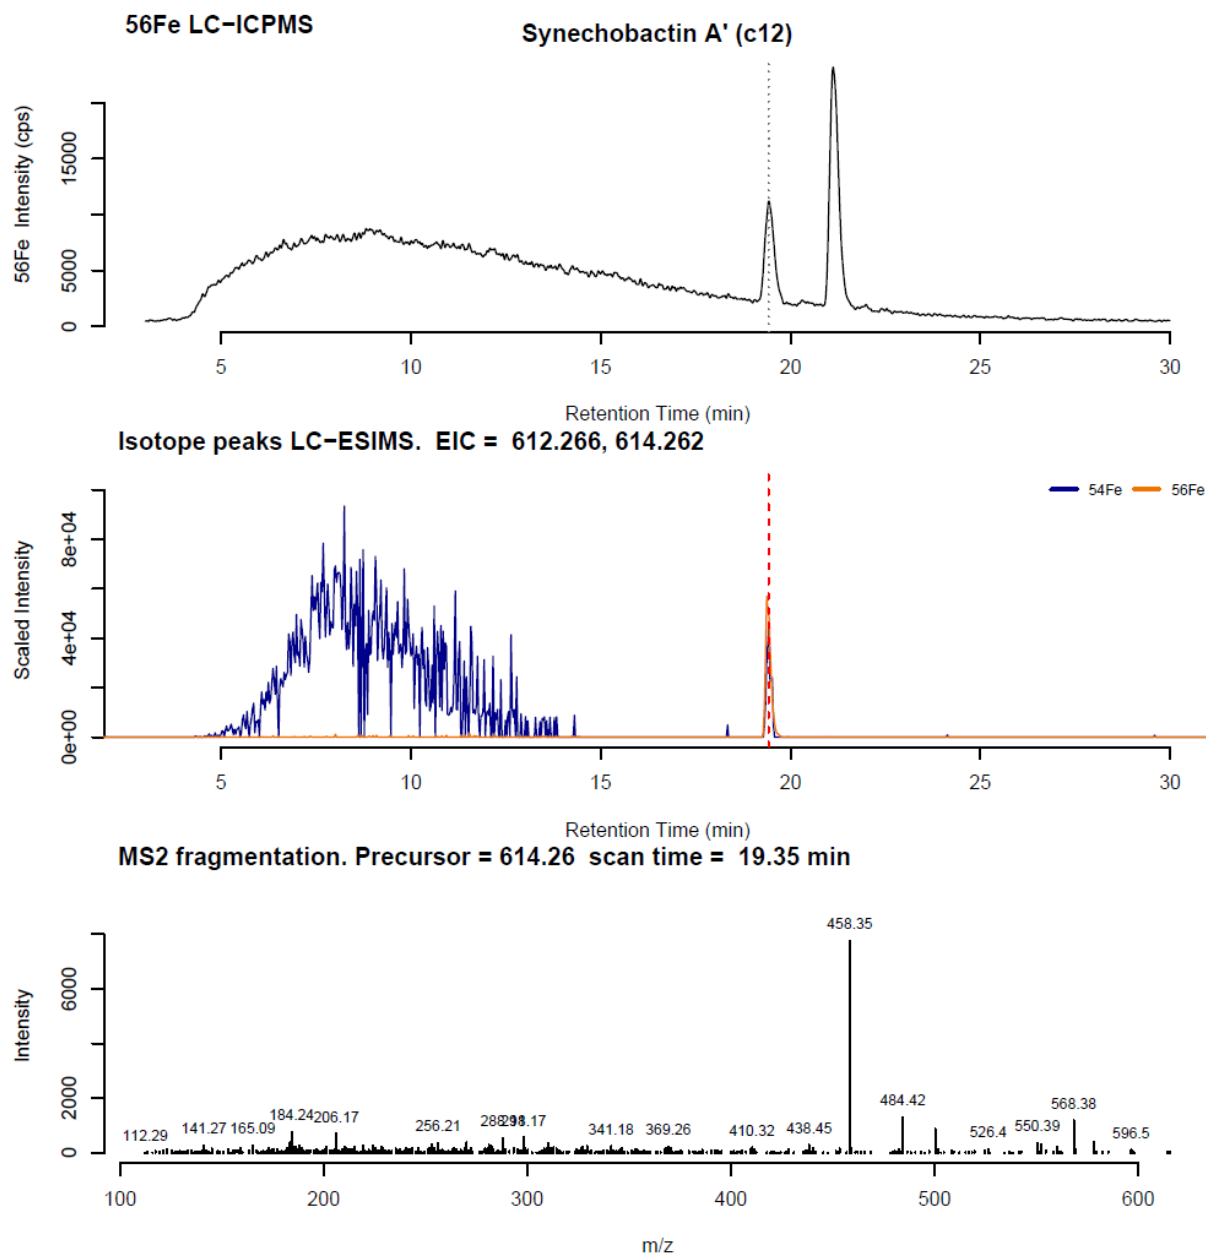 56Fe LC−ICPMS
Synechobactin A' (c12)
56Fe Intensity (cps)
0 5000 15000
5 10 15 20 25 30
Retention Time (min)
Isotope peaks LC−ESIMS. EIC = 612.266, 614.262
54Fe 56Fe
Scaled Intensity
0e+00 4e+04 8e+04
5 10 15 20 25 30
Retention Time (min)
MS2 fragmentation. Precursor = 614.26 scan time = 19.35 min
Intensity
0 2000 6000
458.35
484.42
568.38
184.24
206.17
112.29
141.27
165.09
256.21
341.18
369.26
410.32
438.45
526.4
550.39
596.5
100 200 300 400 500 600
m/z